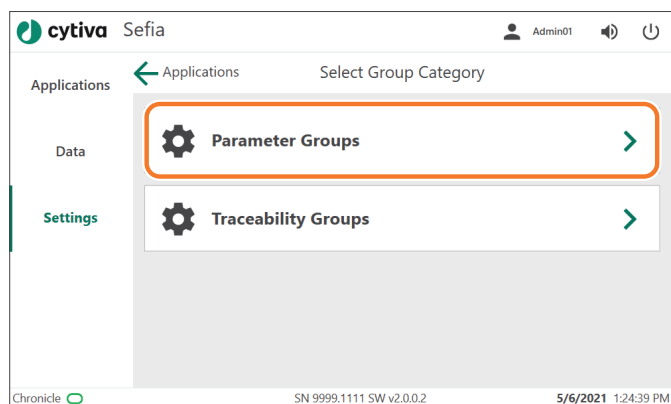 cytiva Sefia Admin01
Applications
Data
Settings
Applications Select Group Category
Parameter Groups
Traceability Groups
Chronicle SN 9999.1111 SW v2.0.0.2 5/6/2021 1:24:39 PM